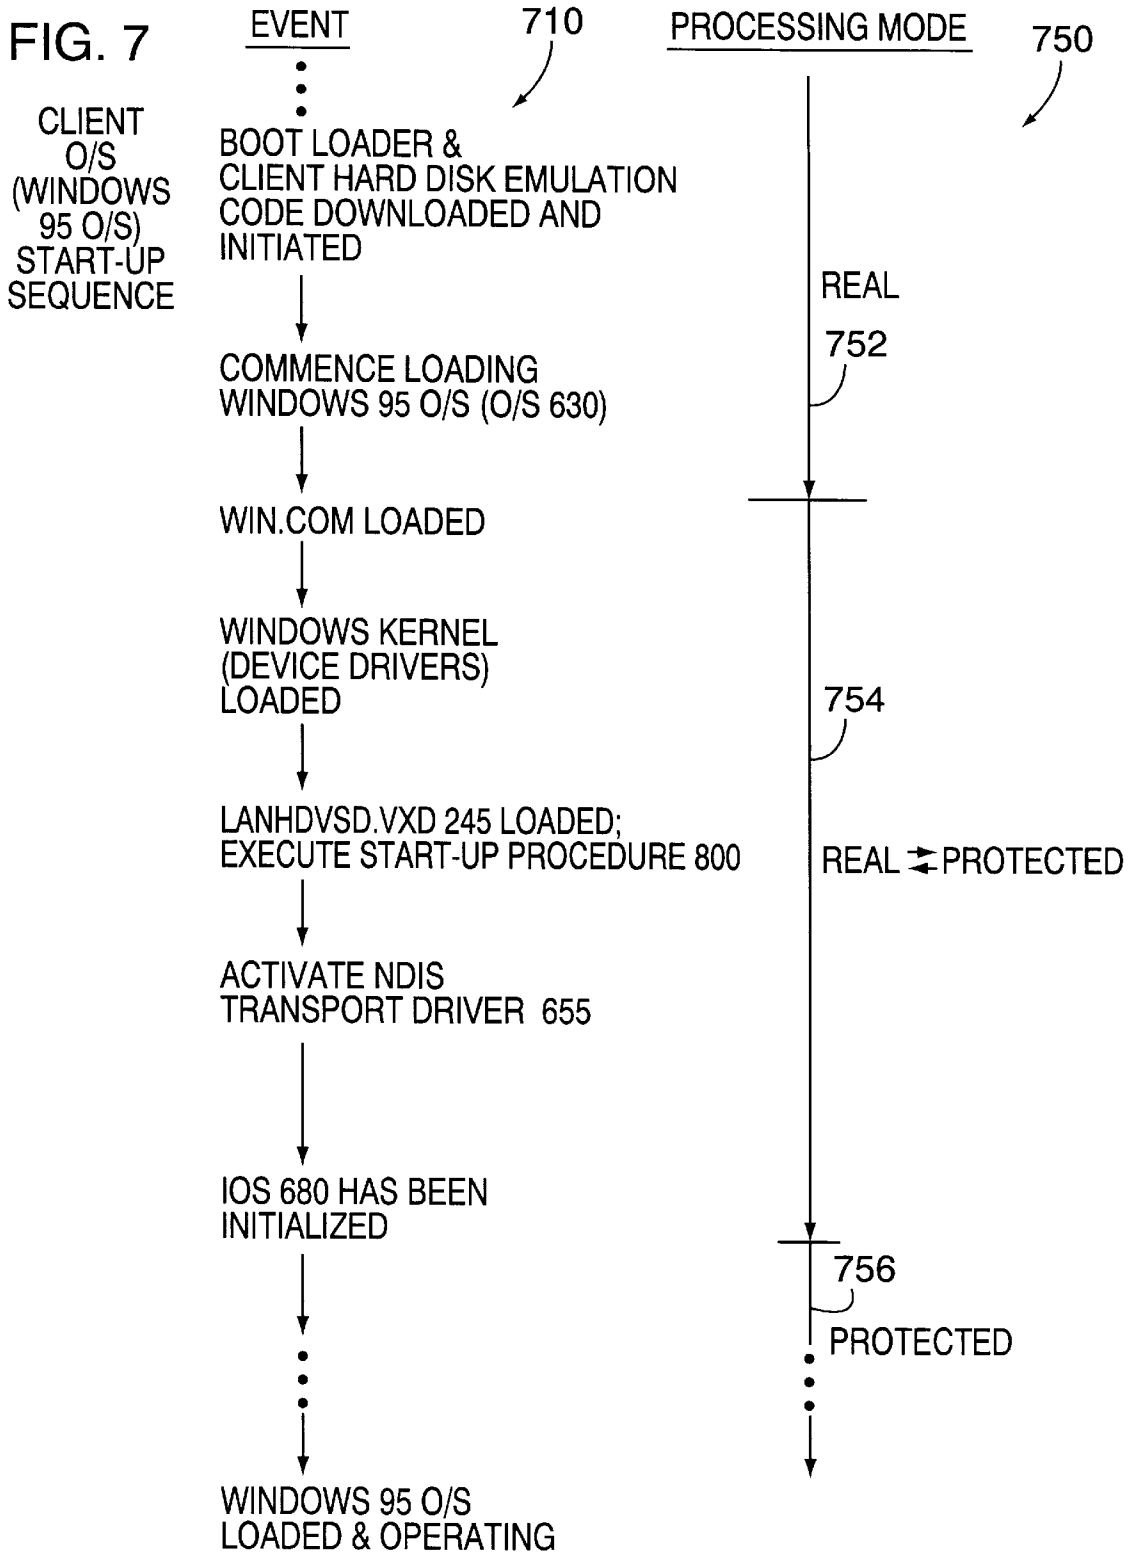 FIG. 7
CLIENT
O/S
(WINDOWS
95 O/S)
START-UP
SEQUENCE
EVENT
710
BOOT LOADER &
CLIENT HARD DISK EMULATION
CODE DOWNLOADED AND
INITIATED
COMMENCE LOADING
WINDOWS 95 O/S (O/S 630)
WIN.COM LOADED
WINDOWS KERNEL
(DEVICE DRIVERS)
LOADED
LANHDVSD.VXD 245 LOADED;
EXECUTE START-UP PROCEDURE 800
ACTIVATE NDIS
TRANSPORT DRIVER 655
IOS 680 HAS BEEN
INITIALIZED
WINDOWS 95 O/S
LOADED & OPERATING
PROCESSING MODE
750
REAL
752
754
REAL ⇄ PROTECTED
756
PROTECTED